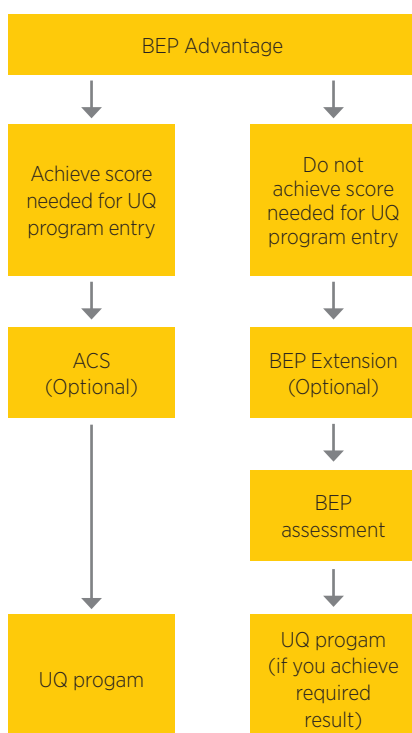 BEP Advantage
Achieve score
needed for UQ
program entry
Do not
achieve score
needed for UQ
program entry
ACS
(Optional)
BEP Extension
(Optional)
BEP
assessment
UQ progam
UQ progam
(if you achieve
required
result)